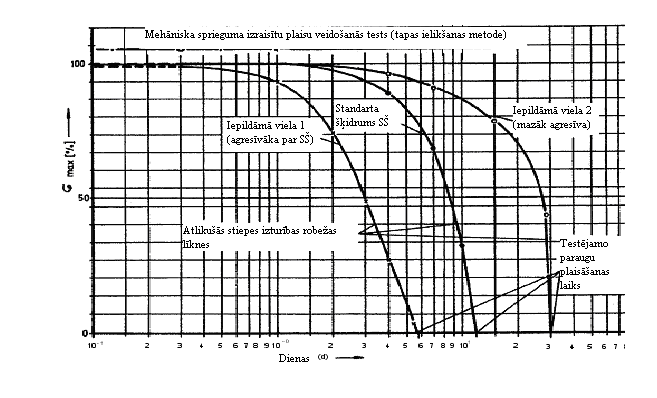 Mehāniska sprieguma izraisītu plaisu veidošanās tests (tapas ielikšanas metode)
100
50
0
G max [%]
Iepildāmā viela 1
(agresīvāka par SŠ)
Standarta
šķidrums SŠ
Iepildāmā viela 2
(mazāk agresīva)
Atlikušās stiepes izturības robežas
līknes
Testējamo
paraugu
plaisāšanas
laiks
10⁻¹ 2 3 4 5 6 7 8 9 10⁻⁰ 2 3 4 5 6 7 8 9 10¹ 2 3 4 5 6 7
Dienas (d)